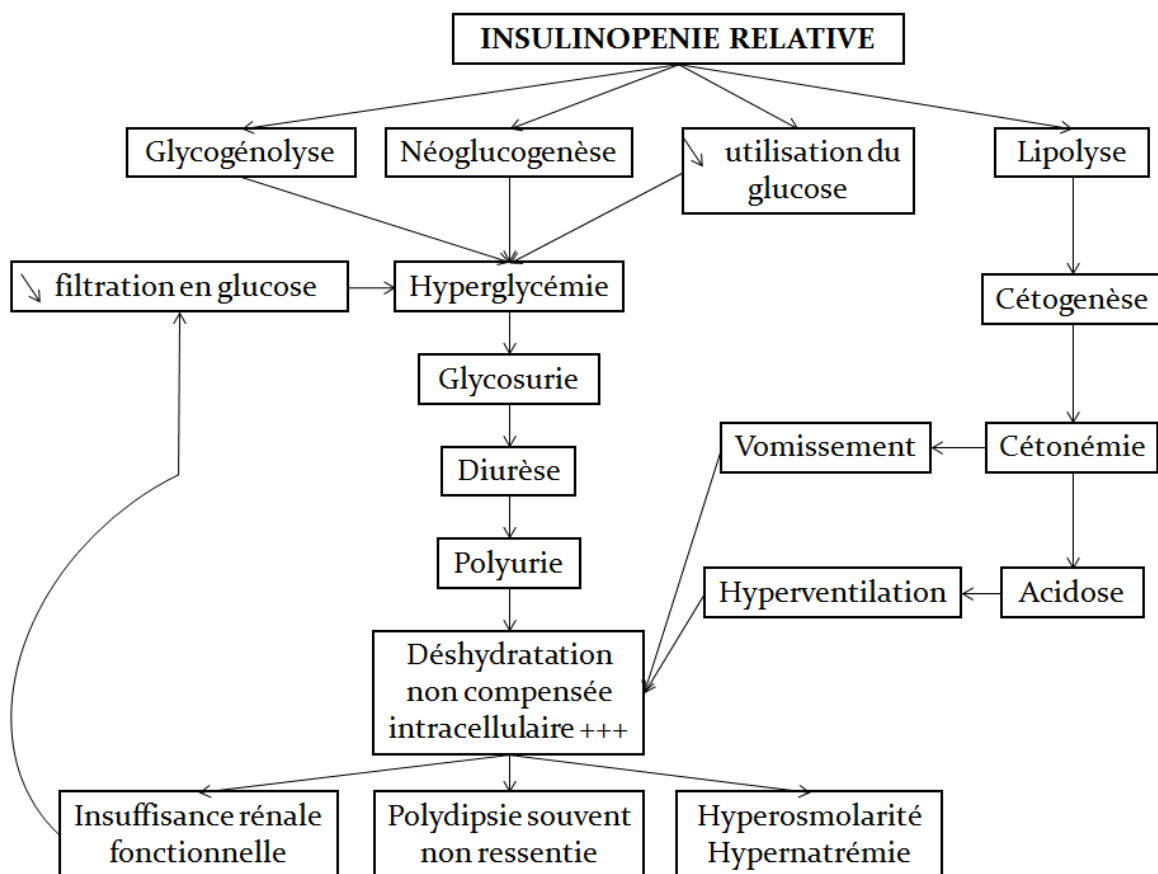 INSULINOPENIE RELATIVE
Glycogénolyse
Néoglucogenèse
↘ utilisation du
glucose
Lipolyse
↘ filtration en glucose
Hyperglycémie
Cétogenèse
Glycosurie
Vomissement
Cétonémie
Diurèse
Polyurie
Hyperventilation
Acidose
Déshydratation
non compensée
intracellulaire +++
Insuffisance rénale
fonctionnelle
Polydipsie souvent
non ressentie
Hyperosmolarité
Hypernatrémie